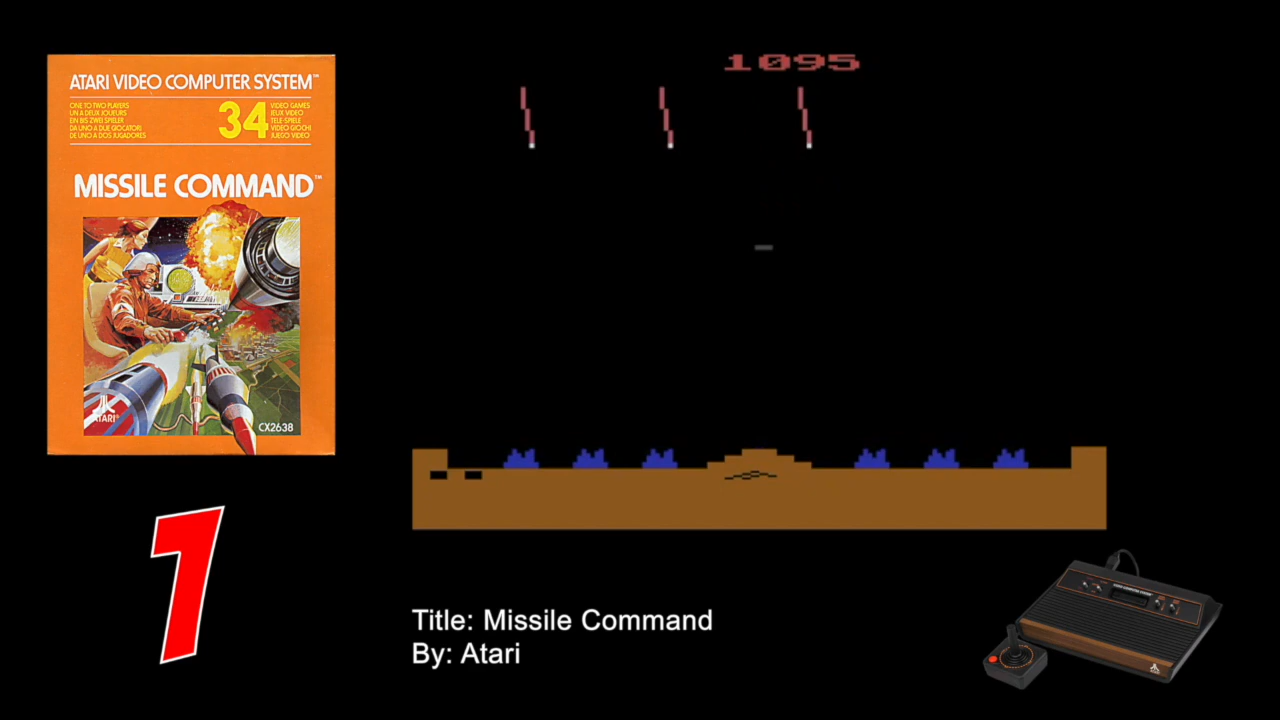 ATARI VIDEO COMPUTER SYSTEM™
ONE TO TWO PLAYERS
UN A DEUX JOUEURS
EIN BIS ZWEI SPIELER
DA UNO A DUE GIOCATORI
DE UNO A DOS JUGADORES
34
VIDEO GAMES
JEUX VIDEO
TELE-SPIELE
VIDEO GIOCHI
JUEGO VIDEO
MISSILE COMMAND™
ATARI®
CX2638
1095
1
Title: Missile Command
By: Atari